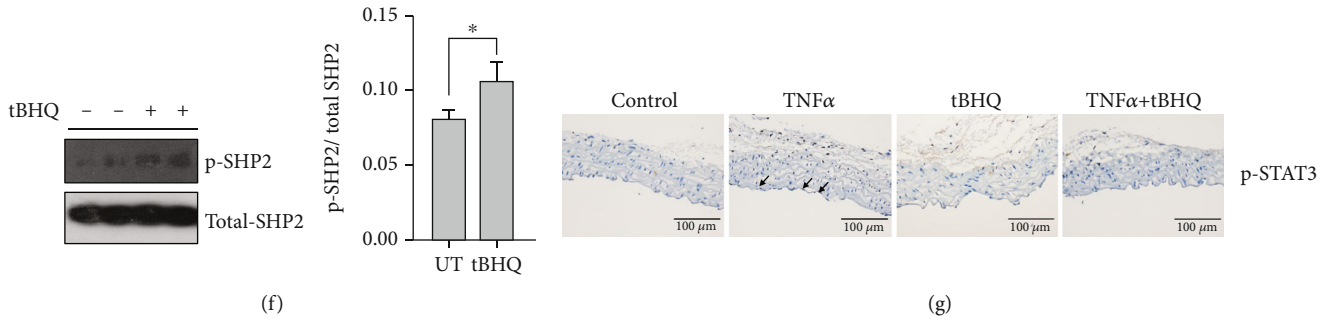 tBHQ – – + +
p-SHP2
Total-SHP2
(f)
p-SHP2/ total SHP2
0.15
0.10
0.05
0.00
*
UT tBHQ
Control TNFα tBHQ TNFα+tBHQ
100 μm 100 μm 100 μm 100 μm
p-STAT3
(g)